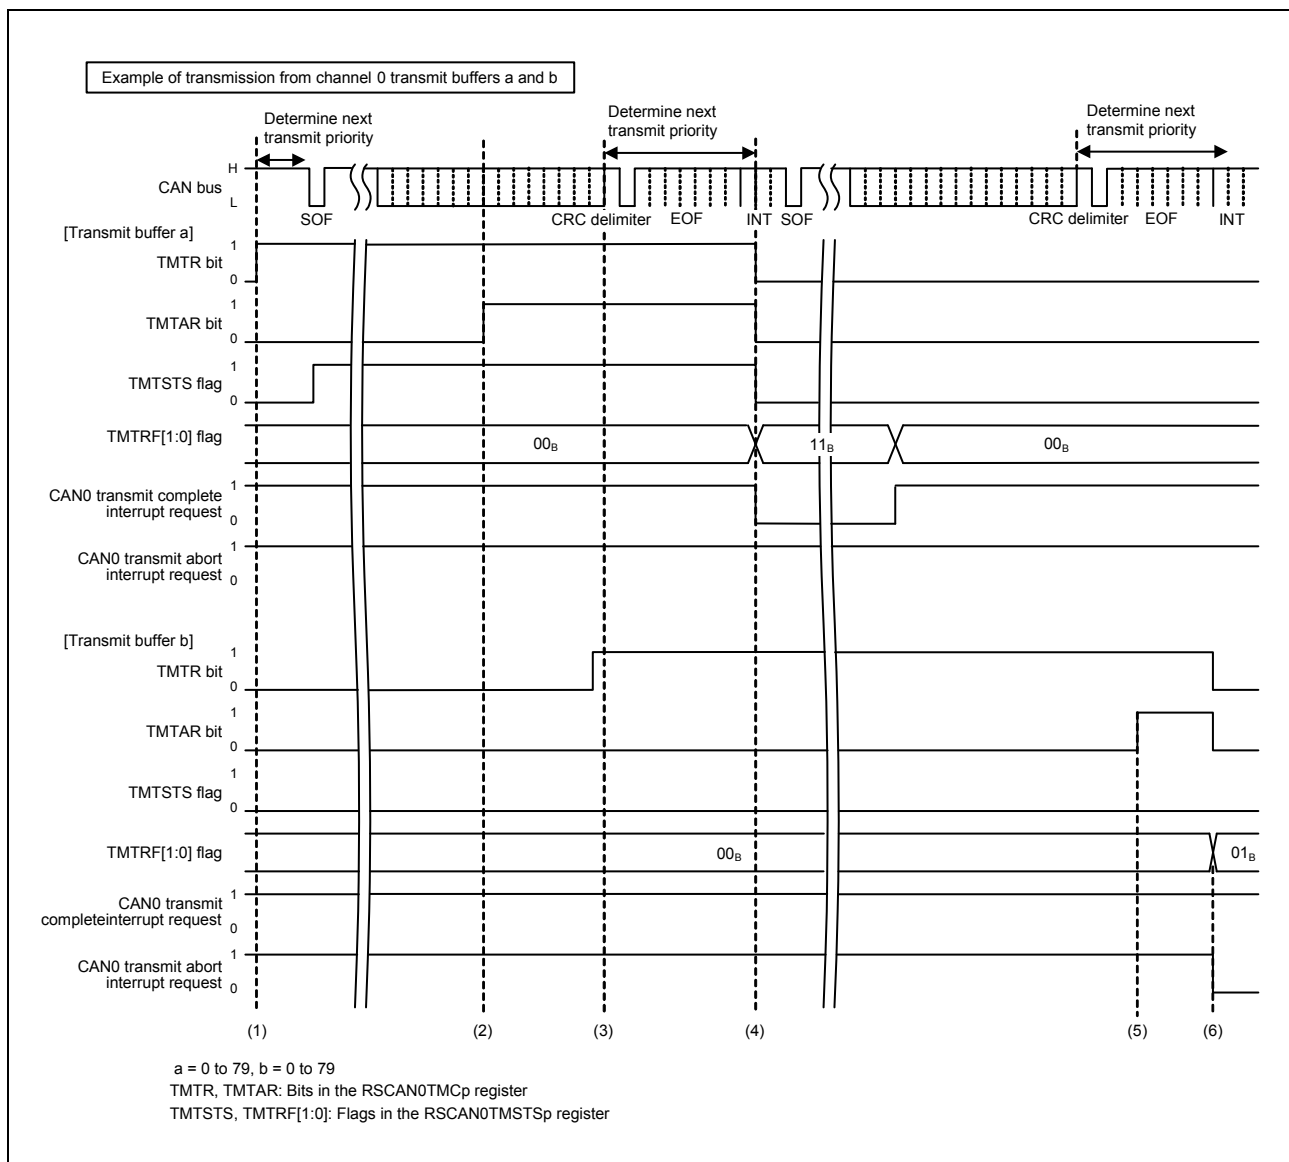 Example of transmission from channel 0 transmit buffers a and b
Determine next
transmit priority
Determine next
transmit priority
Determine next
transmit priority
H
CAN bus
L
SOF
CRC delimiter
EOF
INT
SOF
CRC delimiter
EOF
INT
[Transmit buffer a]
1
TMTR bit
0
1
TMTAR bit
0
1
TMTSTS flag
0
TMTRF[1:0] flag
00B
11B
00B
CAN0 transmit complete
interrupt request
1
0
CAN0 transmit abort
interrupt request
1
0
[Transmit buffer b]
1
TMTR bit
0
1
TMTAR bit
0
1
TMTSTS flag
0
TMTRF[1:0] flag
00B
01B
CAN0 transmit
completeinterrupt request
1
0
CAN0 transmit abort
interrupt request
1
0
(1)
(2)
(3)
(4)
(5)
(6)
a = 0 to 79, b = 0 to 79
TMTR, TMTAR: Bits in the RSCAN0TMCp register
TMTSTS, TMTRF[1:0]: Flags in the RSCAN0TMSTSp register